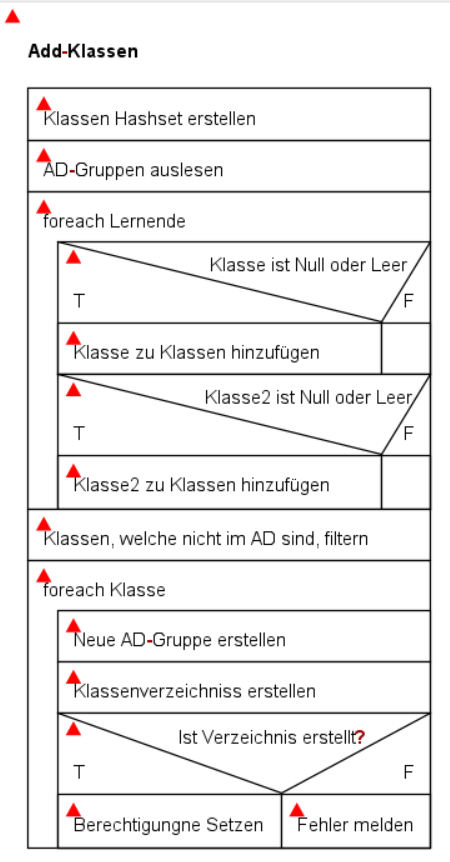 Add-Klassen
Klassen Hashset erstellen
AD-Gruppen auslesen
foreach Lernende
Klasse ist Null oder Leer
T
F
Klasse zu Klassen hinzufügen
Klasse2 ist Null oder Leer
T
F
Klasse2 zu Klassen hinzufügen
Klassen, welche nicht im AD sind, filtern
foreach Klasse
Neue AD-Gruppe erstellen
Klassenverzeichniss erstellen
Ist Verzeichnis erstellt?
T
F
Berechtigungne Setzen
Fehler melden